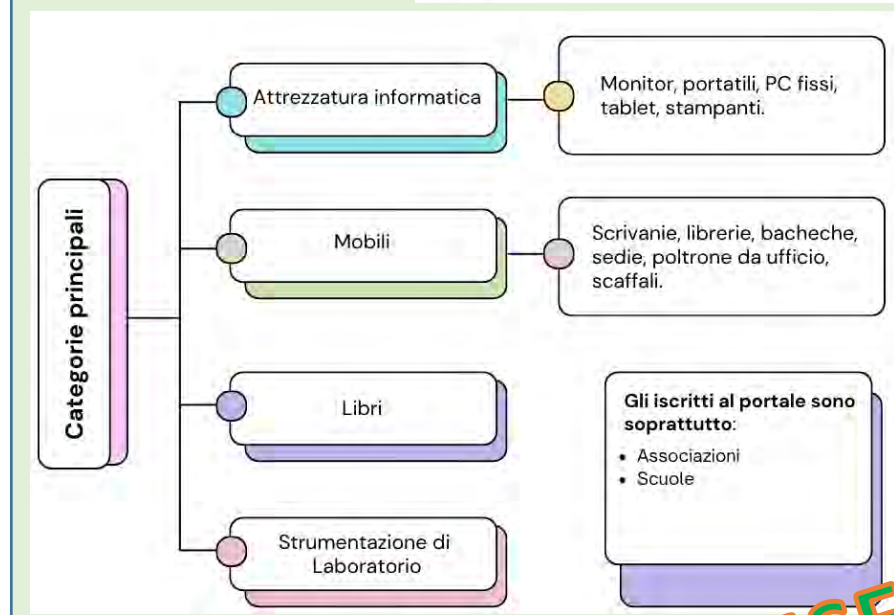 Categorie principali
Attrezzatura informatica
Monitor, portatili, PC fissi,
tablet, stampanti.
Mobili
Scrivanie, librerie, bacheche,
sedie, poltrone da ufficio,
scaffali.
Libri
Strumentazione di
Laboratorio
Gli iscritti al portale sono
soprattutto:
• Associazioni
• Scuole